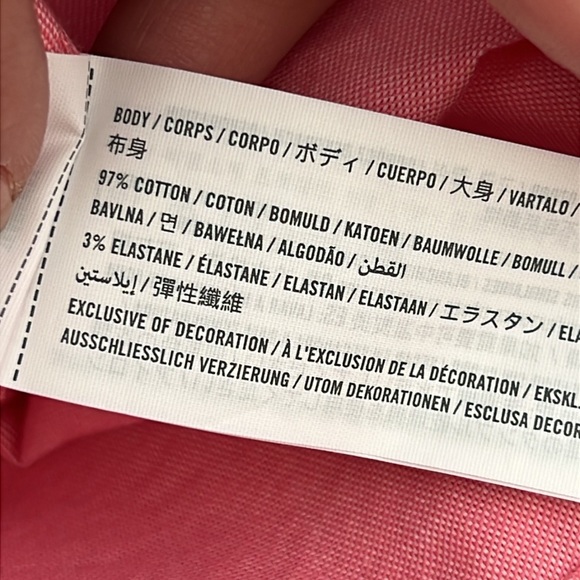 BODY / CORPS / CORPO / ボディ / CUERPO / 大身 / VARTALO /
布身
97% COTTON / COTON / BOMULD / KATOEN / BAUMWOLLE / BOMULL /
BAVLNA / 면 / BAWEŁNA / ALGODÃO / القطن
3% ELASTANE / ÉLASTANE / ELASTAN / ELASTAAN / エラスタン /
إيلاستين / 彈性纖維
EXCLUSIVE OF DECORATION / À L'EXCLUSION DE LA DÉCORATION /
AUSSCHLIESSLICH VERZIERUNG / UTOM DEKORATIONEN / ESCLUSA